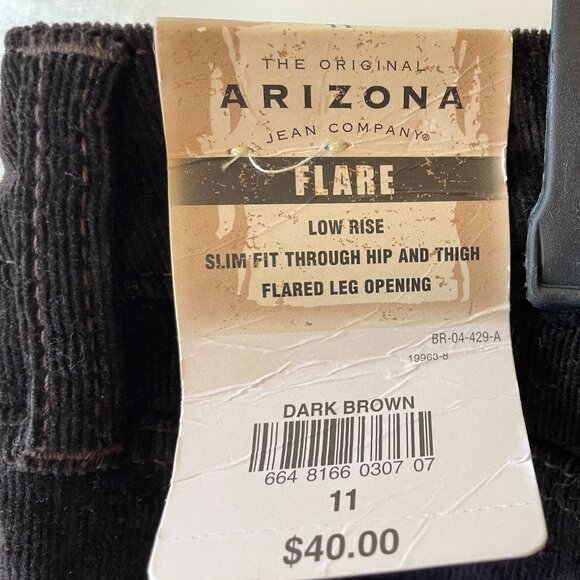 11
THE ORIGINAL
ARIZONA
JEAN COMPANY®
FLARE
LOW RISE
SLIM FIT THROUGH HIP AND THIGH
FLARED LEG OPENING
BR-04-429-A
19963-8
DARK BROWN
664 8166 0307 07
11
$40.00